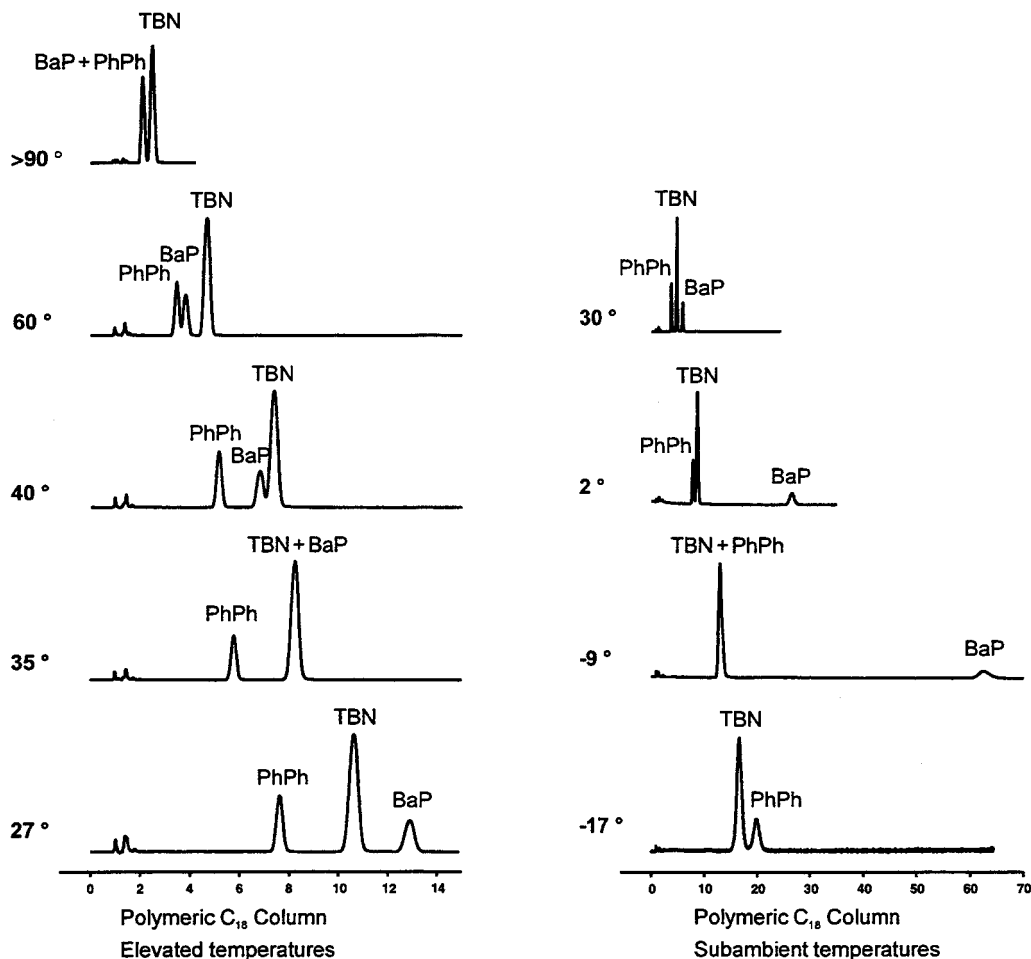 TBN
BaP + PhPh
>90 °
TBN
BaP
PhPh
60 °
TBN
PhPh
BaP
40 °
TBN + BaP
PhPh
35 °
TBN
PhPh
BaP
27 °
0 2 4 6 8 10 12 14
Polymeric C₁₈ Column
Elevated temperatures
TBN
PhPh
BaP
30 °
TBN
PhPh
BaP
2 °
TBN + PhPh
BaP
-9 °
TBN
PhPh
-17 °
0 10 20 30 40 50 60 70
Polymeric C₁₈ Column
Subambient temperatures